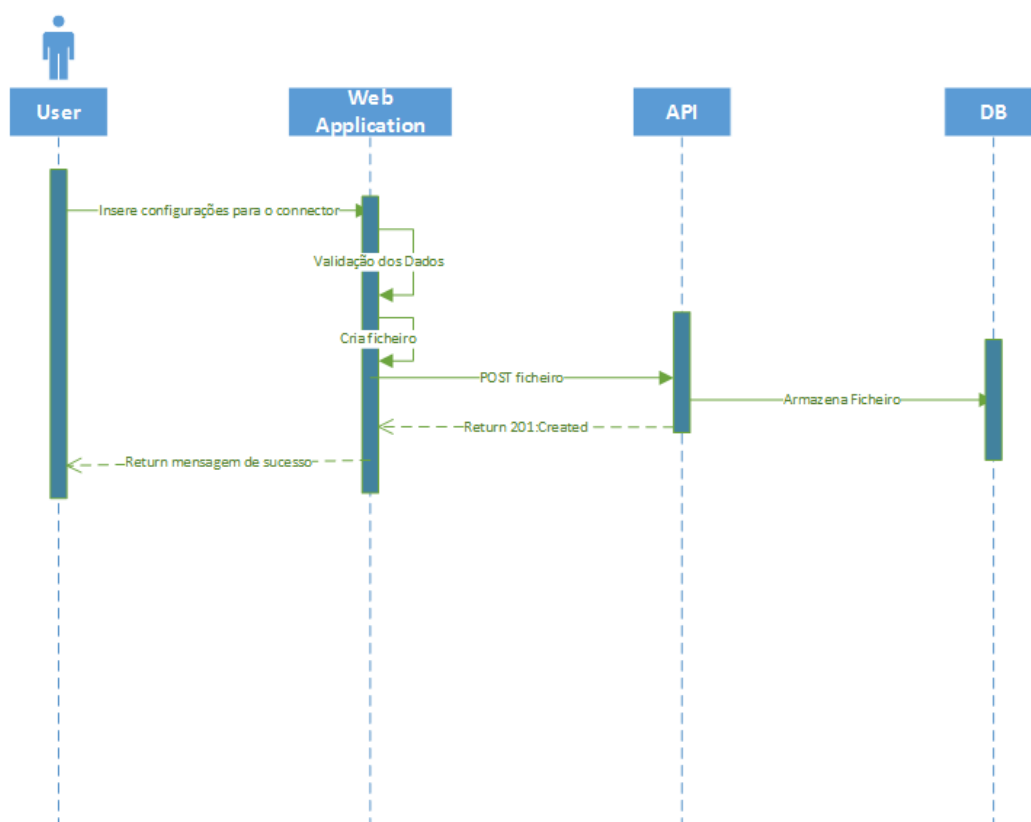 User
Web
Application
API
DB
Insere configurações para o connector
Validação dos Dados
Cria ficheiro
POST ficheiro
Armazena Ficheiro
Return 201:Created
Return mensagem de sucesso